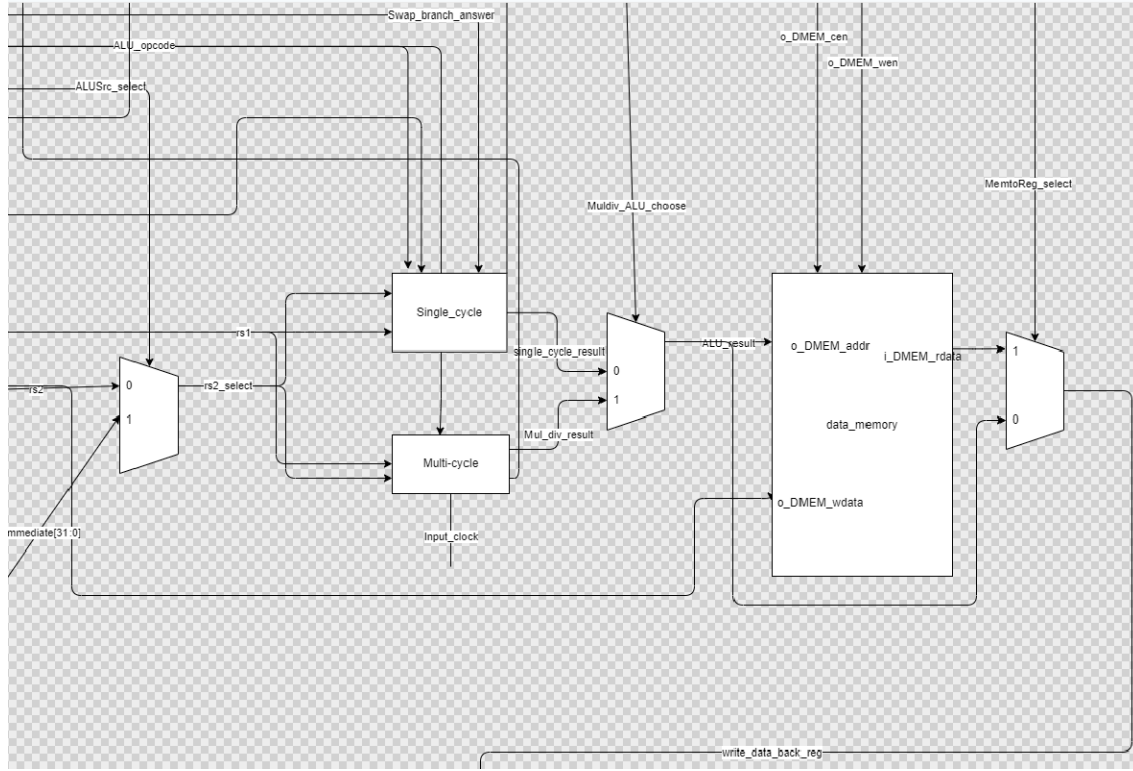 Swap_branch_answer
ALU_opcode
ALUSrc_select
o_DMEM_cen
o_DMEM_wen
MemtoReg_select
Muldiv_ALU_choose
Single_cycle
rs1
ALU_result
o_DMEM_addr
i_DMEM_rdata
1
single_cycle_result
0
rs2
0
rs2_select
1
1
0
data_memory
Mul_div_result
Multi-cycle
o_DMEM_wdata
mmediate[31:0]
Input_clock
write_data_back_reg